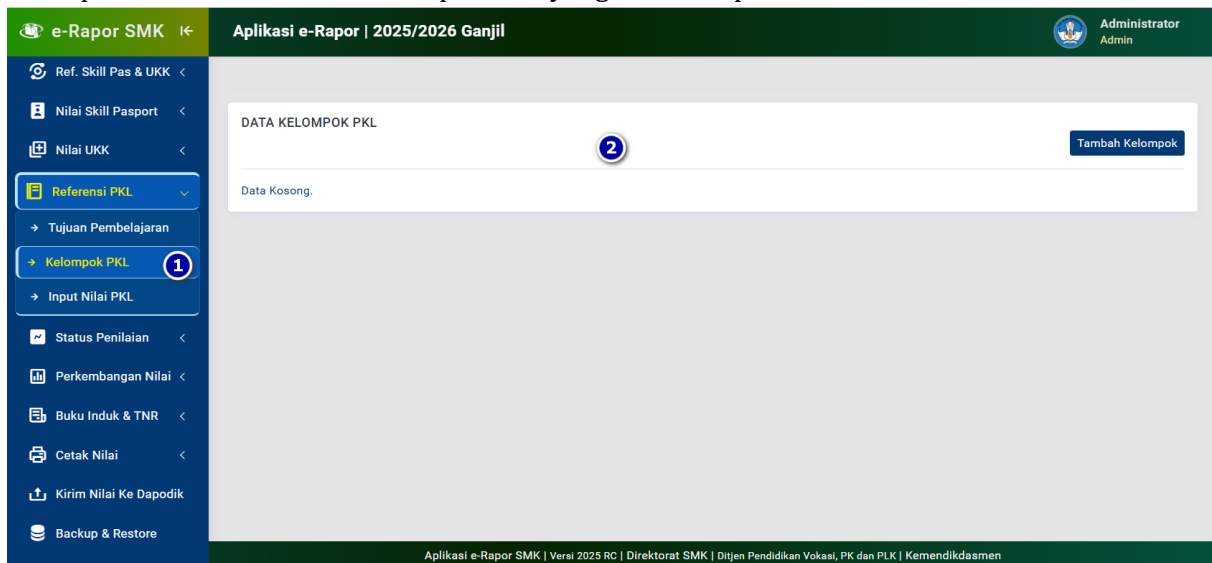 e-Rapor SMK
Aplikasi e-Rapor | 2025/2026 Ganjil
Administrator
Admin
Ref. Skill Pas & UKK
Nilai Skill Pasport
Nilai UKK
Referensi PKL
Tujuan Pembelajaran
Kelompok PKL 1
Input Nilai PKL
Status Penilaian
Perkembangan Nilai
Buku Induk & TNR
Cetak Nilai
Kirim Nilai Ke Dapodik
Backup & Restore
DATA KELOMPOK PKL
2
Tambah Kelompok
Data Kosong.
Aplikasi e-Rapor SMK | Versi 2025 RC | Direktorat SMK | Ditjen Pendidikan Vokasi, PK dan PLK | Kemendikdasmen